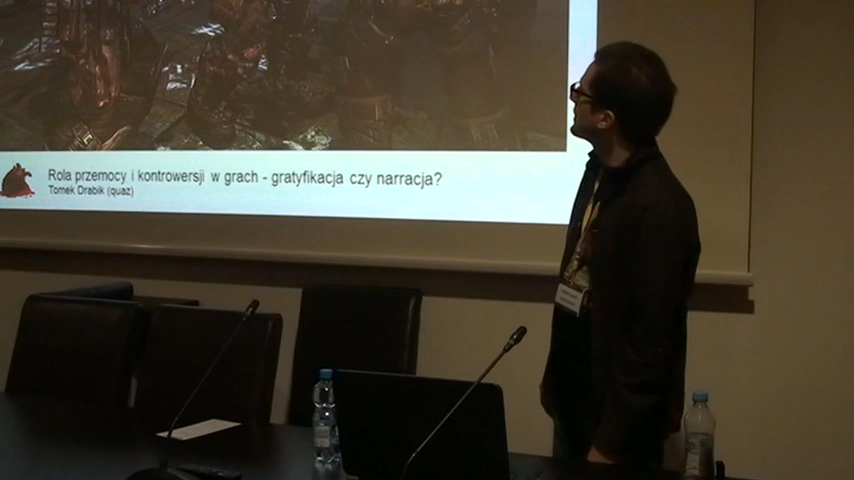 Rola przemocy i kontrowersji w grach - gratyfikacja czy narracja?
Tomek Drabik (quaz)